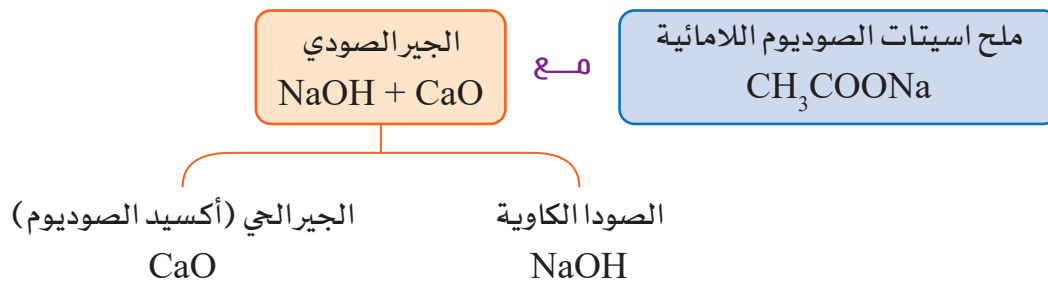 ملح اسيتات الصوديوم اللامائية
CH₃COONa
مع
الجير الصودي
NaOH + CaO
الصودا الكاوية
NaOH
الجير الحي (أكسيد الصوديوم)
CaO